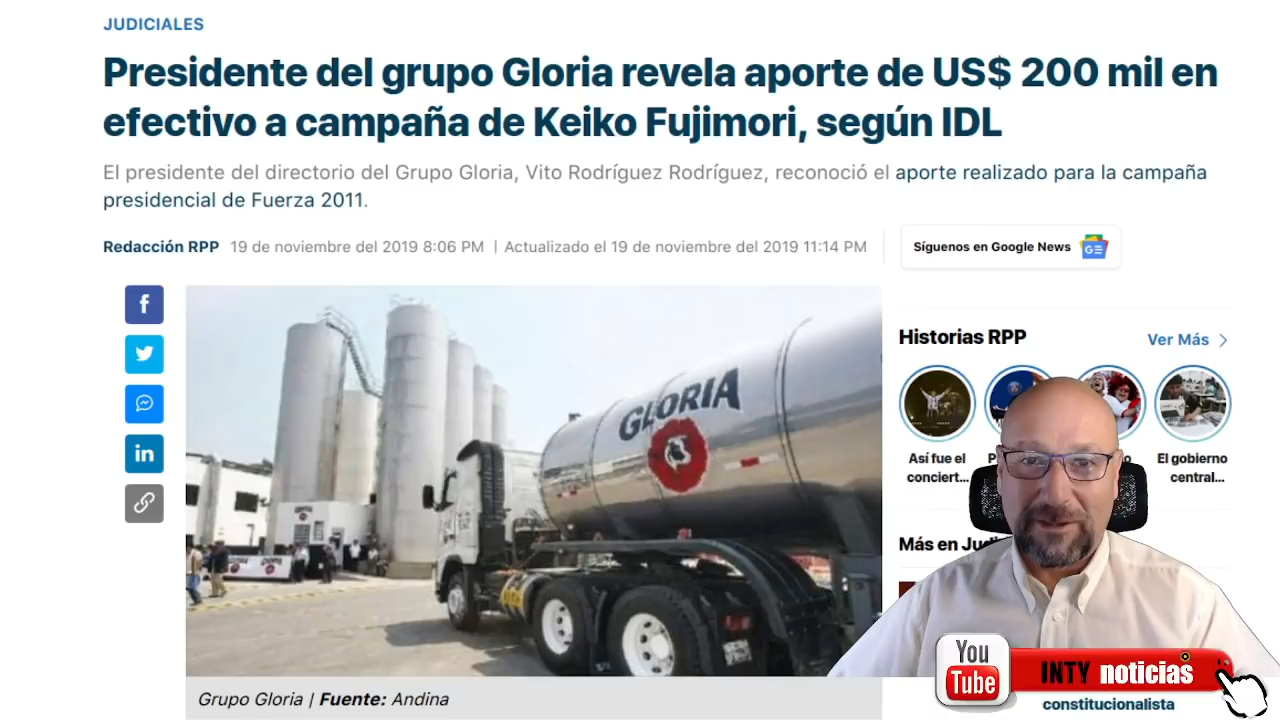 JUDICIALES
Presidente del grupo Gloria revela aporte de US$ 200 mil en
efectivo a campaña de Keiko Fujimori, según IDL
El presidente del directorio del Grupo Gloria, Vito Rodríguez Rodríguez, reconoció el aporte realizado para la campaña
presidencial de Fuerza 2011.
Redacción RPP 19 de noviembre del 2019 8:06 PM | Actualizado el 19 de noviembre del 2019 11:14 PM
Síguenos en Google News
GE
f
in
GLORIA
Historias RPP
Ver Más
Así fue el
conciert...
El gobierno
central...
Más en
You
Tube
INTY noticias
constitucionalista
Grupo Gloria | Fuente: Andina